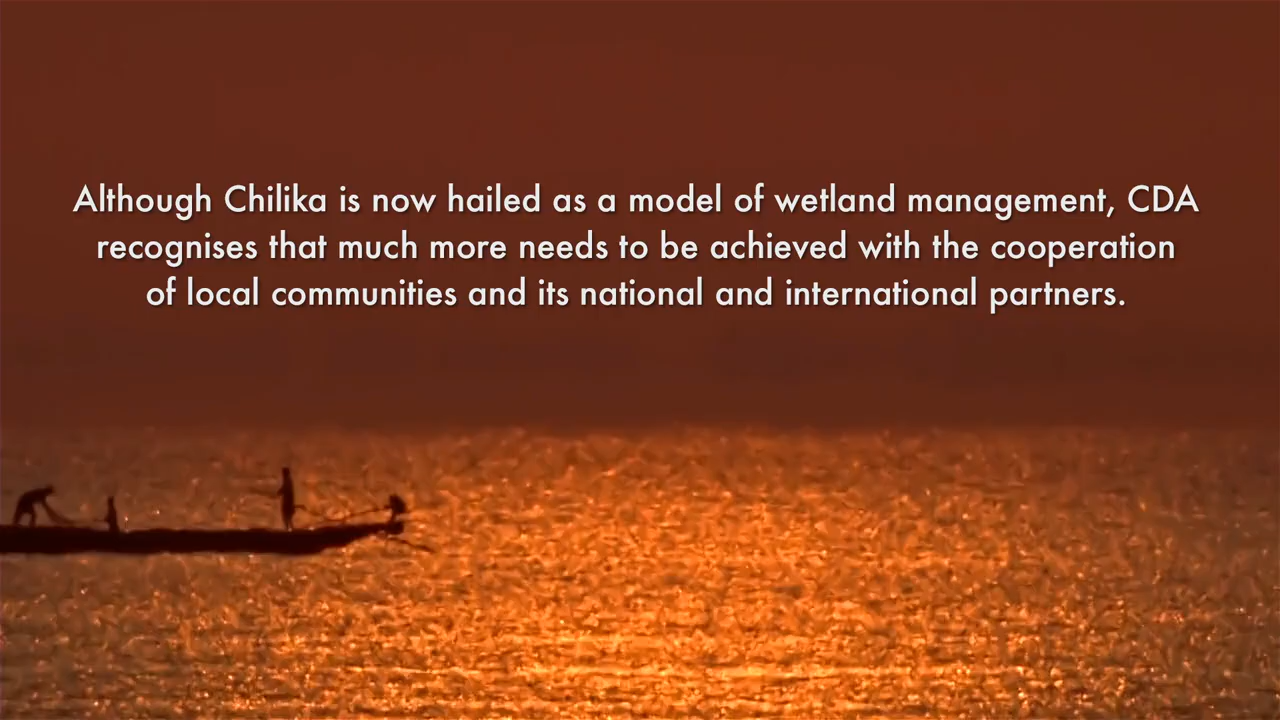 Although Chilika is now hailed as a model of wetland management, CDA
recognises that much more needs to be achieved with the cooperation
of local communities and its national and international partners.